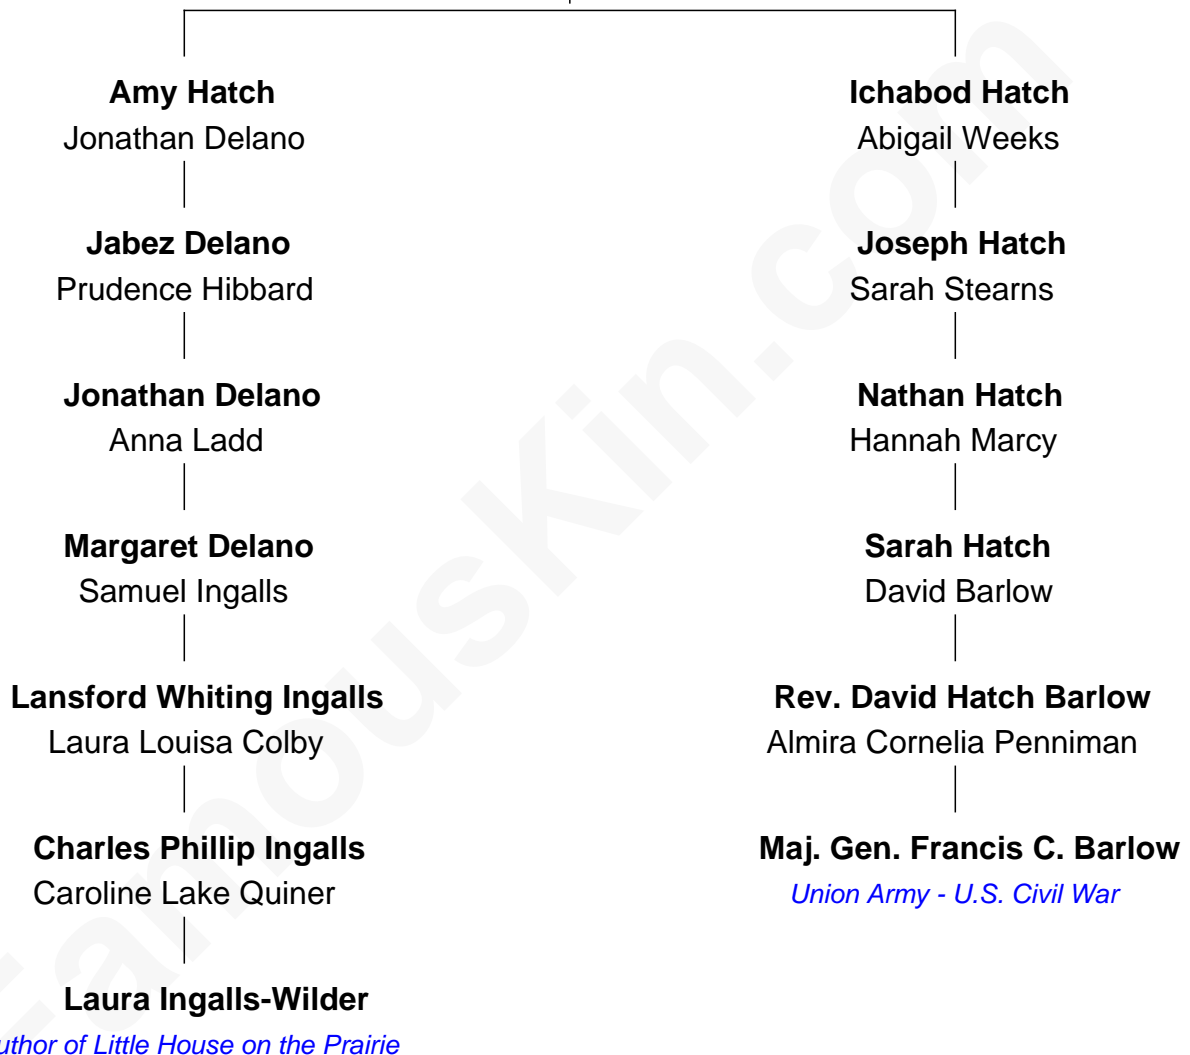 Amy Hatch
Jonathan Delano
Jabez Delano
Prudence Hibbard
Jonathan Delano
Anna Ladd
Margaret Delano
Samuel Ingalls
Lansford Whiting Ingalls
Laura Louisa Colby
Charles Phillip Ingalls
Caroline Lake Quiner
Laura Ingalls-Wilder
uthor of Little House on the Prairie
Ichabod Hatch
Abigail Weeks
Joseph Hatch
Sarah Stearns
Nathan Hatch
Hannah Marcy
Sarah Hatch
David Barlow
Rev. David Hatch Barlow
Almira Cornelia Penniman
Maj. Gen. Francis C. Barlow
Union Army - U.S. Civil War
FamousKin.com